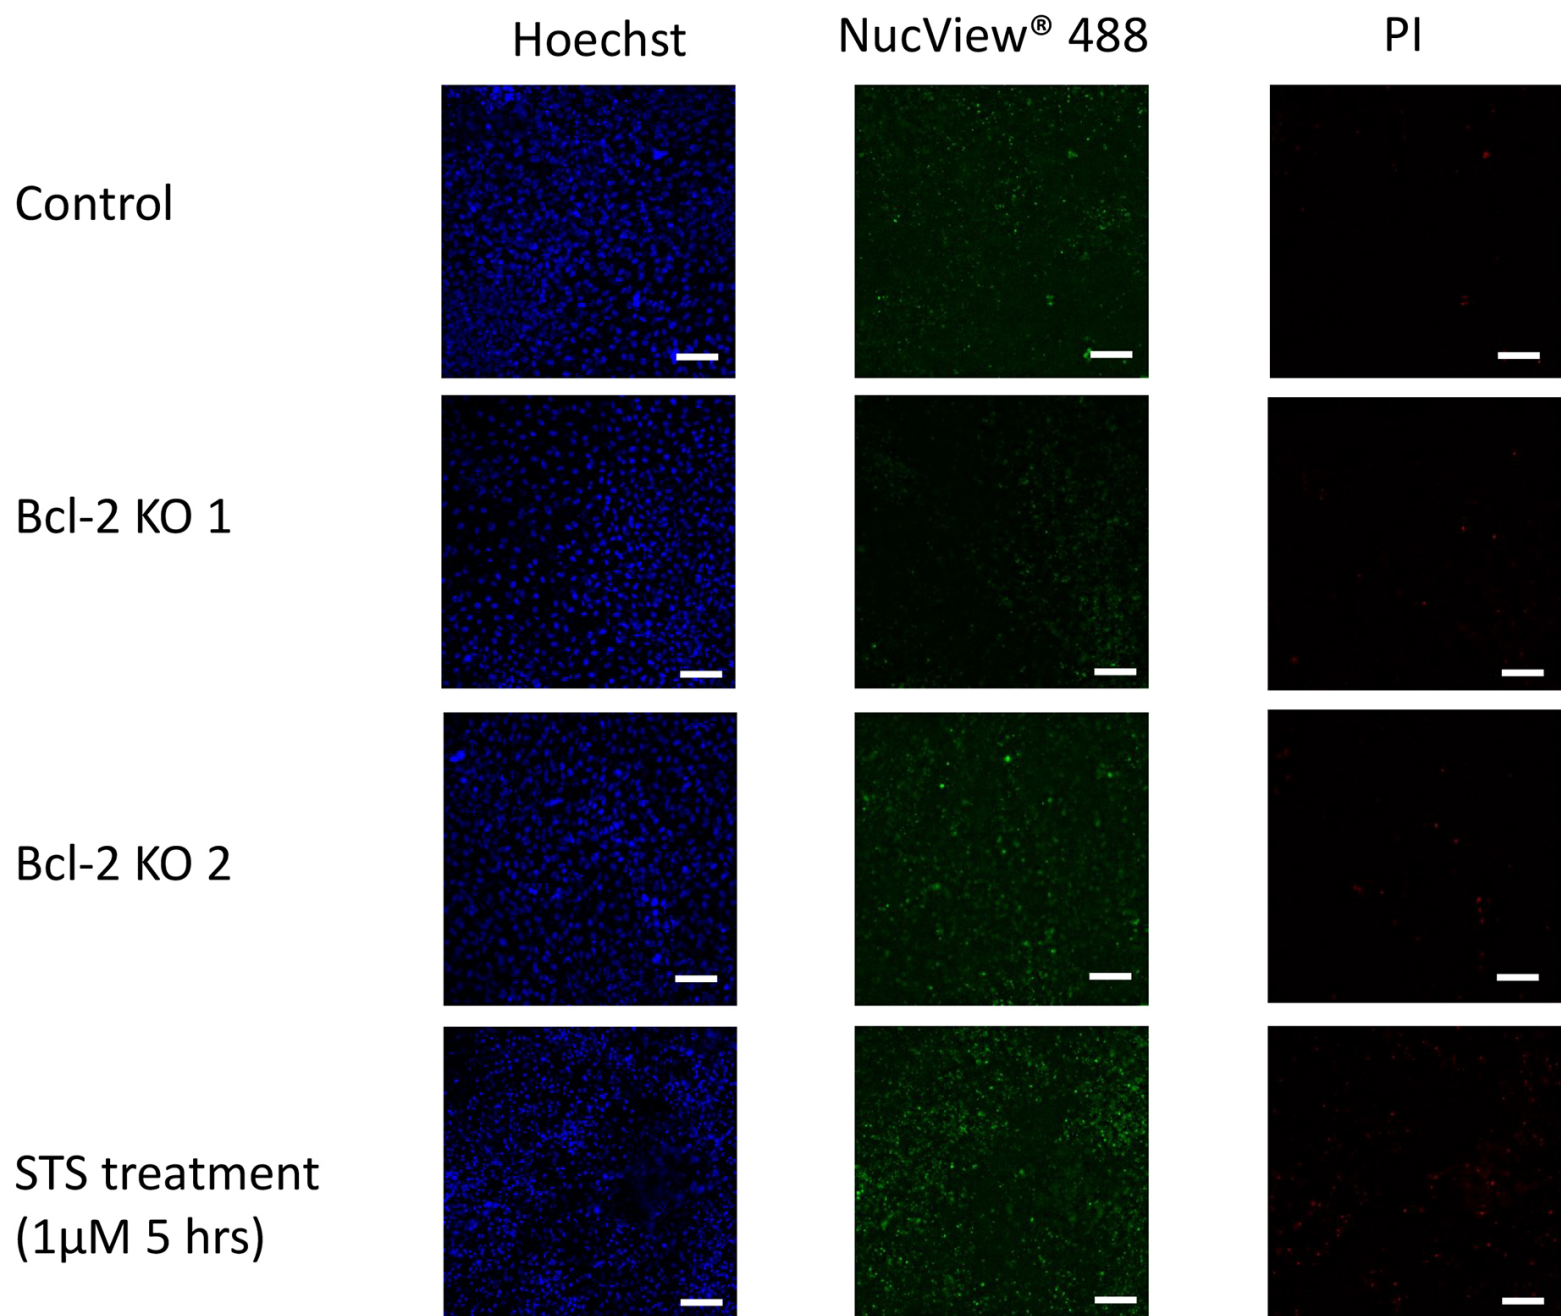 Hoechst NucView® 488 PI
Control
Bcl-2 KO 1
Bcl-2 KO 2
STS treatment
(1µM 5 hrs)